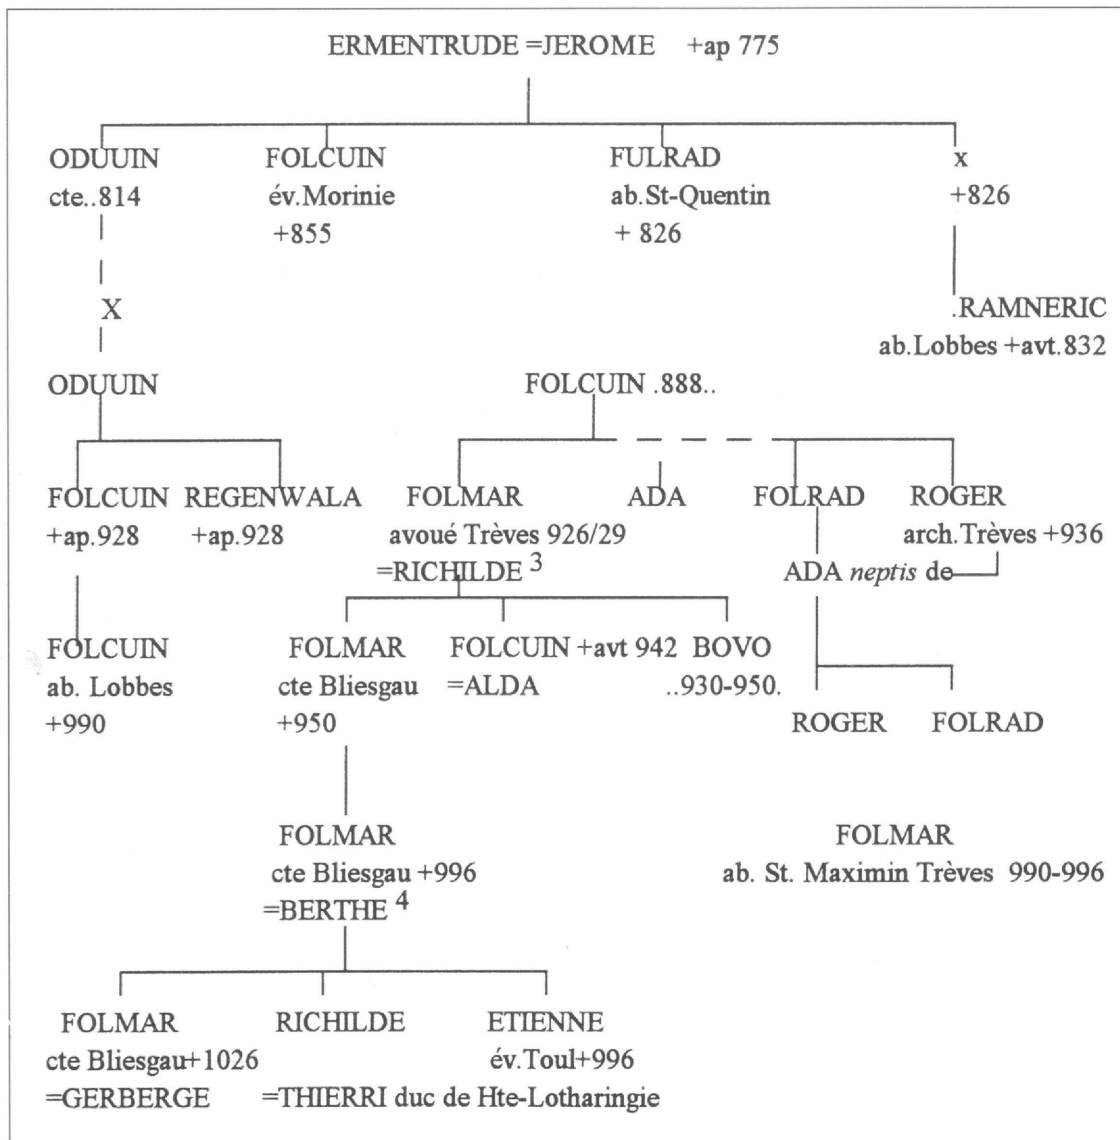 ERMENTRUDE =JEROME +ap 775
ODUUIN FOLCUIN FULRAD x
cte..814 év.Morinie ab.St-Quentin +826
+855 + 826
X .RAMNERIC
ab.Lobbes +avt.832
ODUUIN FOLCUIN .888..
FOLCUIN REGENWALA FOLMAR ADA FOLRAD ROGER
+ap.928 +ap.928 avoué Trèves 926/29 arch.Trèves +936
=RICHILDE 3 ADA neptis de
FOLCUIN FOLMAR FOLCUIN +avt 942 BOVO
ab. Lobbes cte Bliesgau =ALDA ..930-950.
+990 +950 ROGER FOLRAD
FOLMAR FOLMAR
cte Bliesgau +996 ab. St. Maximin Trèves 990-996
=BERTHE 4
FOLMAR RICHILDE ETIENNE
cte Bliesgau+1026 év.Toul+996
=GERBERGE =THIERRI duc de Hte-Lotharingie